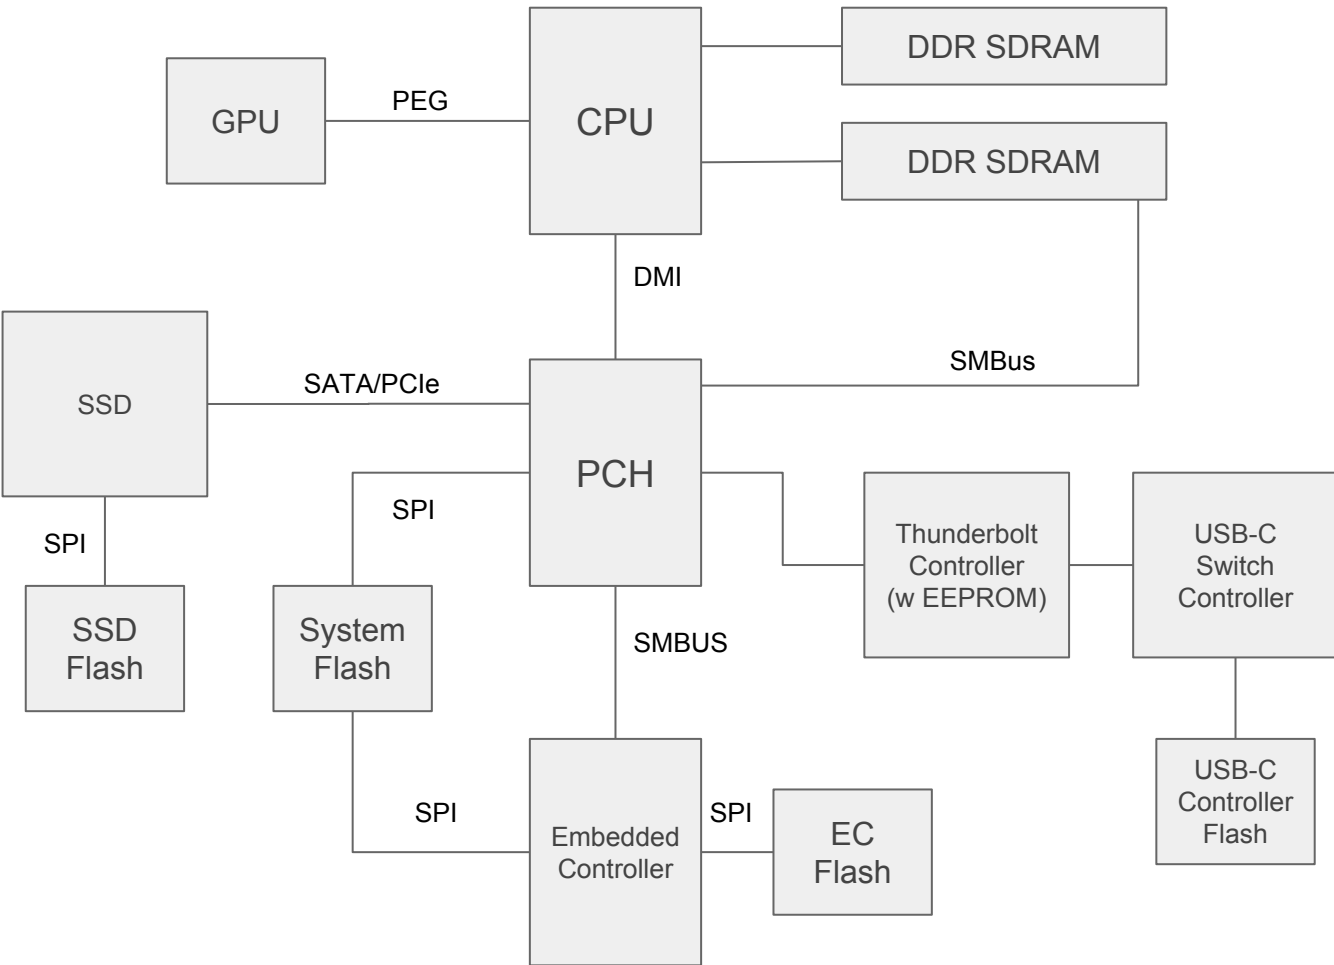 DDR SDRAM
PEG
GPU
CPU
DDR SDRAM
DMI
SMBus
SATA/PCIe
SSD
PCH
SPI
SPI
Thunderbolt
Controller
(w EEPROM)
USB-C
Switch
Controller
SSD
Flash
System
Flash
SMBUS
USB-C
Controller
Flash
SPI
SPI
Embedded
Controller
EC
Flash